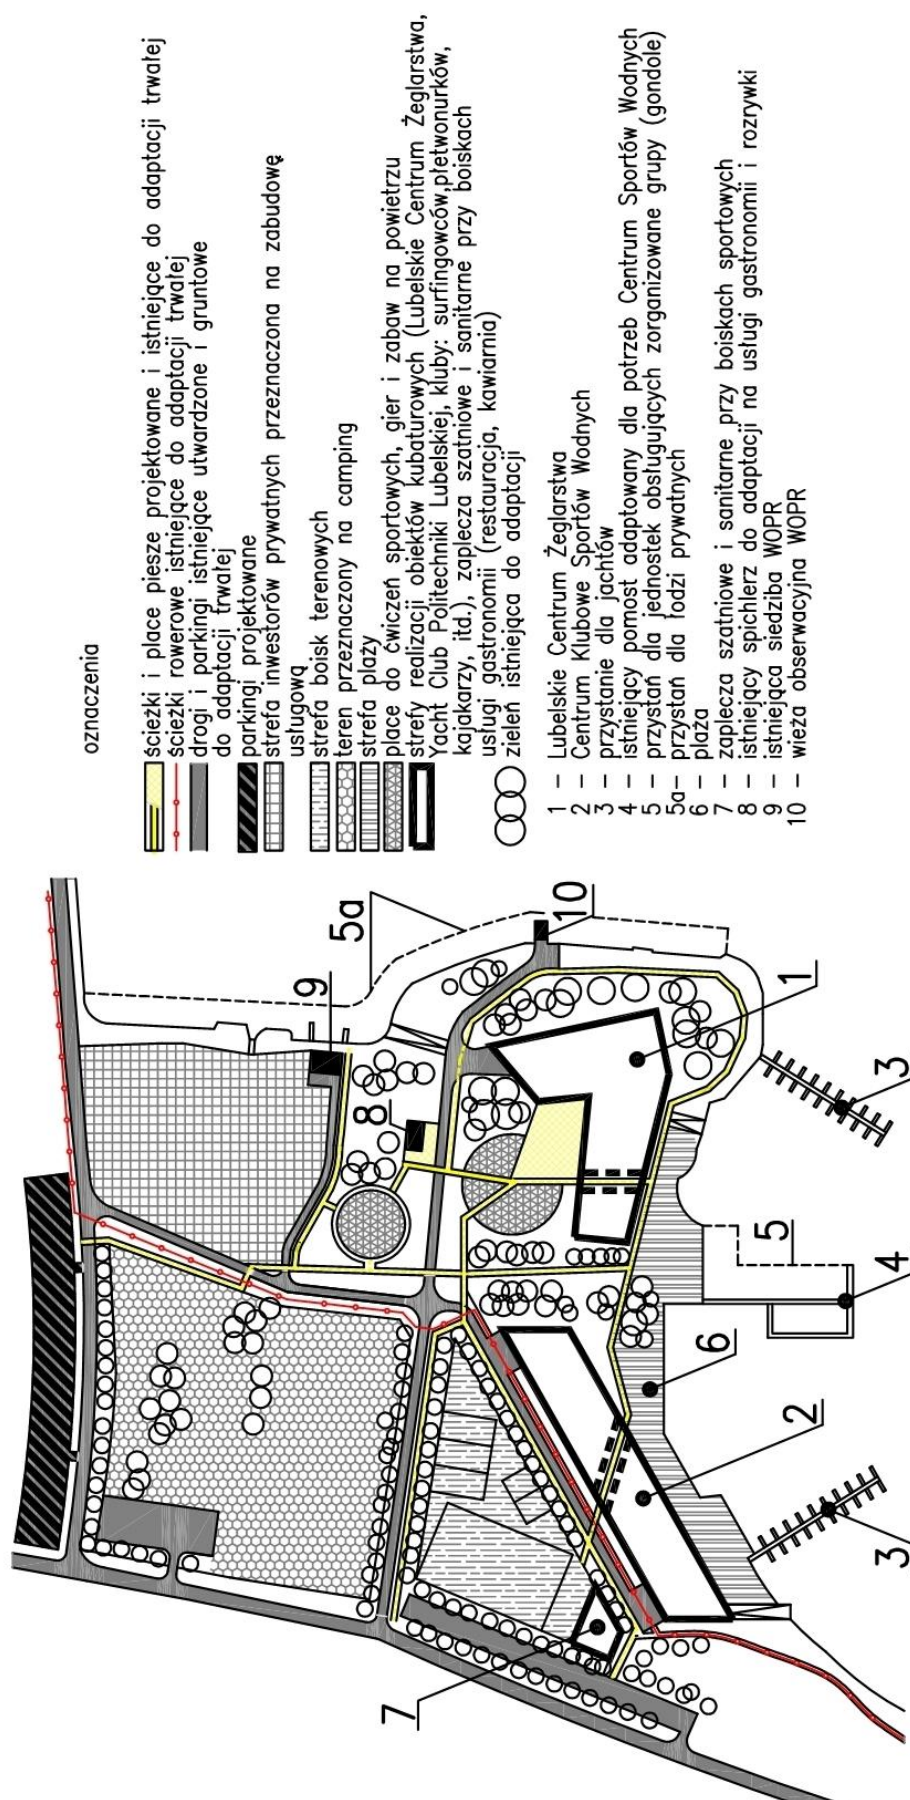 oznaczenia
ścieżki i place piesze projektowane i istniejące do adaptacji trwałej
ścieżki rowerowe istniejące do adaptacji trwałej
drogi i parkingi istniejące utwardzone i gruntowe
do adaptacji trwałej
parkingi projektowane
strefa inwestorów prywatnych przeznaczona na zabudowę
usługową
strefa boisk terenowych
teren przeznaczony na camping
strefa plaży
place do ćwiczeń sportowych, gier i zabaw na powietrzu
strefy realizacji obiektów kubaturowych (Lubelskie Centrum Żeglarstwa,
Yacht Club Politechniki Lubelskiej, kluby: surfingowców,płetwonurków,
kajakarzy, itd.), zaplecza szatniowe i sanitarne przy boiskach
usługi gastronomii (restauracja, kawiarnia)
zieleń istniejąca do adaptacji
1 – Lubelskie Centrum Żeglarstwa
2 – Centrum Klubowe Sportów Wodnych
3 – przystanie dla jachtów
4 – istniejący pomost adaptowany dla potrzeb Centrum Sportów Wodnych
5 – przystań dla jednostek obsługujących zorganizowane grupy (gondole)
5a– przystań dla łodzi prywatnych
6 – plaża
7 – zaplecza szatniowe i sanitarne przy boiskach sportowych
8 – istniejący spichlerz do adaptacji na usługi gastronomii i rozrywki
9 – istniejąca siedziba WOPR
10 – wieża obserwacyjna WOPR
9
5a
10
8
1
3
5
4
6
2
3
7